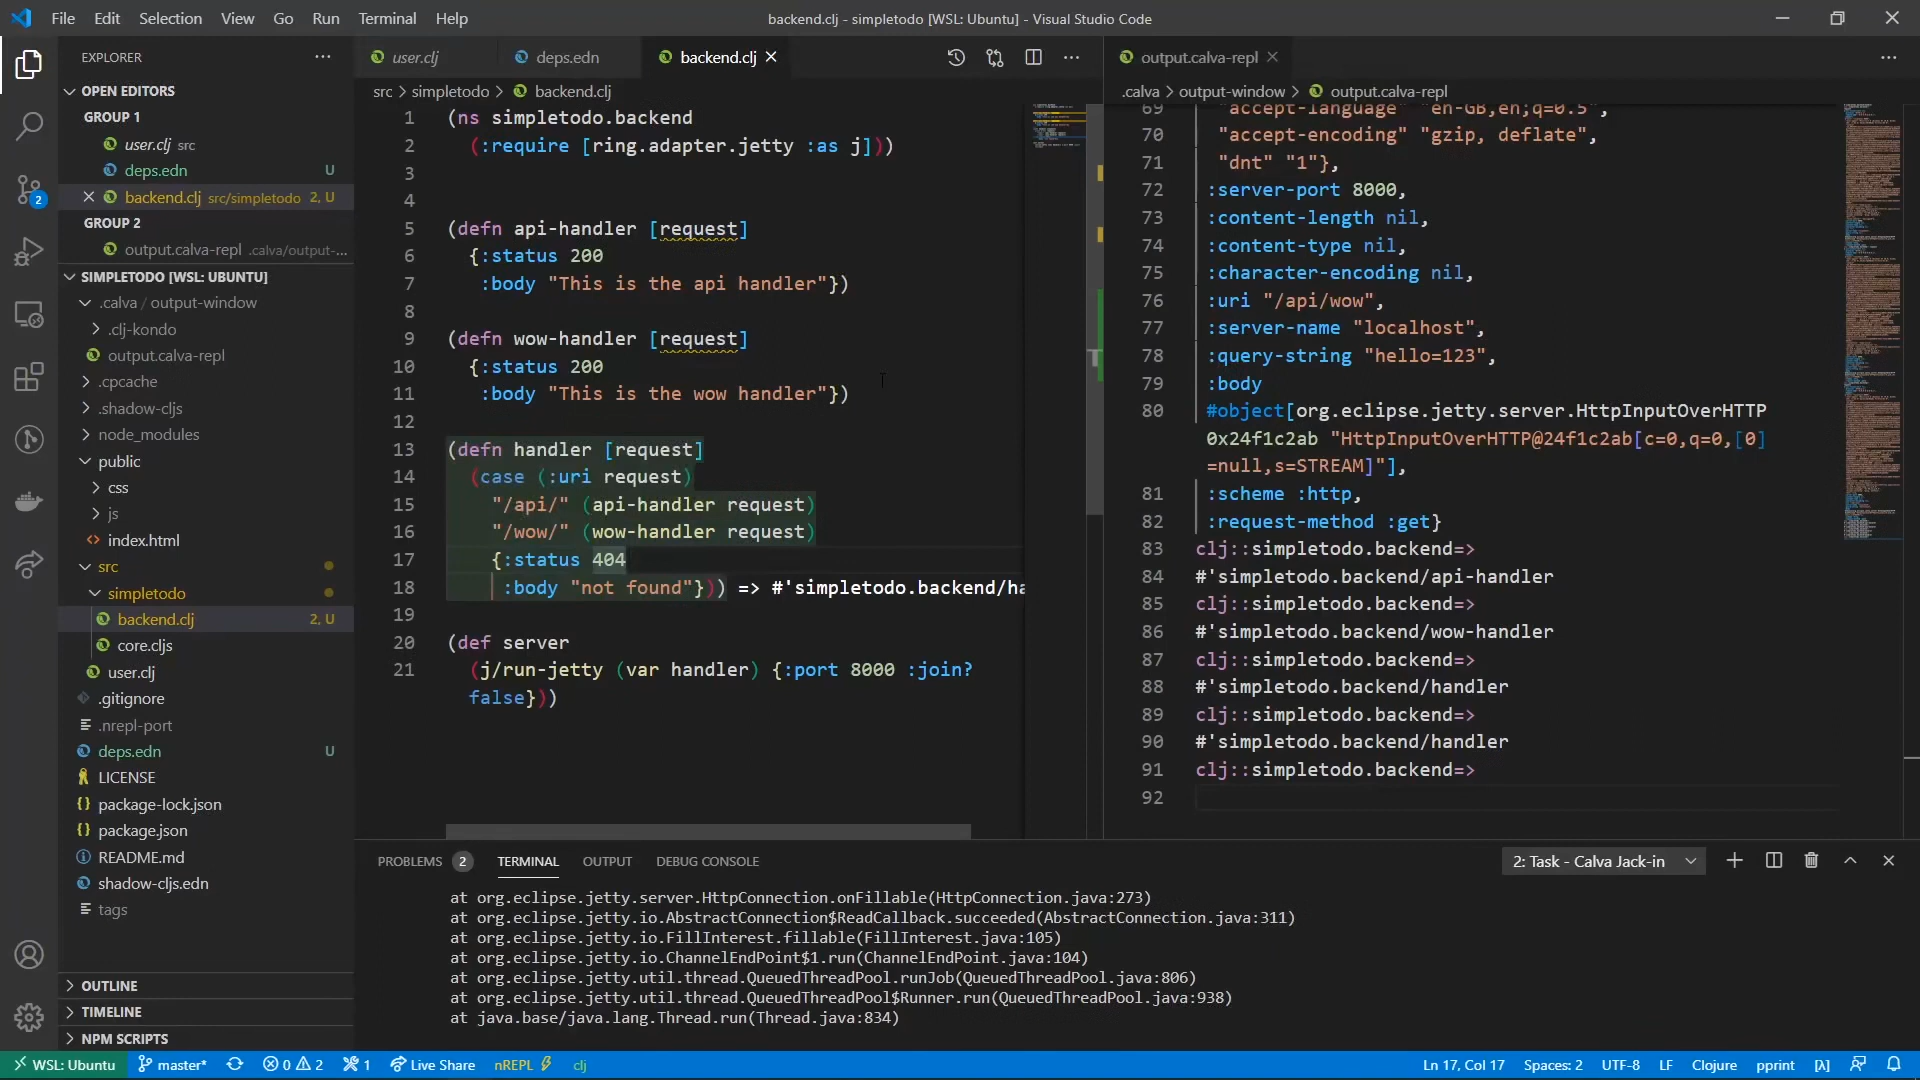 File Edit Selection View Go Run Terminal Help
backend.clj - simpletodo [WSL: Ubuntu] - Visual Studio Code
EXPLORER
OPEN EDITORS
GROUP 1
user.clj src
deps.edn U
backend.clj src/simpletodo 2, U
GROUP 2
output.calva-repl .calva/output-...
SIMPLETODO [WSL: UBUNTU]
.calva / output-window
.clj-kondo
output.calva-repl
.cpcache
.shadow-cljs
node_modules
public
css
js
index.html
src
simpletodo
backend.clj 2, U
core.cljs
user.clj
.gitignore
.nrepl-port
deps.edn U
LICENSE
package-lock.json
package.json
README.md
shadow-cljs.edn
tags
OUTLINE
TIMELINE
NPM SCRIPTS
user.clj deps.edn backend.clj
src > simpletodo > backend.clj
1 (ns simpletodo.backend
2 (:require [ring.adapter.jetty :as j]))
3
4
5 (defn api-handler [request]
6 {:status 200
7 :body "This is the api handler"})
8
9 (defn wow-handler [request]
10 {:status 200
11 :body "This is the wow handler"})
12
13 (defn handler [request]
14 (case (:uri request)
15 "/api/" (api-handler request)
16 "/wow/" (wow-handler request)
17 {:status 404
18 :body "not found"})) => #'simpletodo.backend/ha
19
20 (def server
21 (j/run-jetty (var handler) {:port 8000 :join?
false}))
output.calva-repl
.calva > output-window > output.calva-repl
69 "accept-language" "en-GB,en;q=0.5",
70 "accept-encoding" "gzip, deflate",
71 "dnt" "1"},
72 :server-port 8000,
73 :content-length nil,
74 :content-type nil,
75 :character-encoding nil,
76 :uri "/api/wow",
77 :server-name "localhost",
78 :query-string "hello=123",
79 :body
80 #object[org.eclipse.jetty.server.HttpInputOverHTTP
0x24f1c2ab "HttpInputOverHTTP@24f1c2ab[c=0,q=0,[0]
=null,s=STREAM]"],
81 :scheme :http,
82 :request-method :get}
83 clj::simpletodo.backend=>
84 #'simpletodo.backend/api-handler
85 clj::simpletodo.backend=>
86 #'simpletodo.backend/wow-handler
87 clj::simpletodo.backend=>
88 #'simpletodo.backend/handler
89 clj::simpletodo.backend=>
90 #'simpletodo.backend/handler
91 clj::simpletodo.backend=>
92
PROBLEMS 2 TERMINAL OUTPUT DEBUG CONSOLE
2: Task - Calva Jack-in
at org.eclipse.jetty.server.HttpConnection.onFillable(HttpConnection.java:273)
at org.eclipse.jetty.io.AbstractConnection$ReadCallback.succeeded(AbstractConnection.java:311)
at org.eclipse.jetty.io.FillInterest.fillable(FillInterest.java:105)
at org.eclipse.jetty.io.ChannelEndPoint$1.run(ChannelEndPoint.java:104)
at org.eclipse.jetty.util.thread.QueuedThreadPool.runJob(QueuedThreadPool.java:806)
at org.eclipse.jetty.util.thread.QueuedThreadPool$Runner.run(QueuedThreadPool.java:938)
at java.base/java.lang.Thread.run(Thread.java:834)
WSL: Ubuntu master* 0 2 1 Live Share nREPL clj
Ln 17, Col 17 Spaces: 2 UTF-8 LF Clojure pprint [λ]